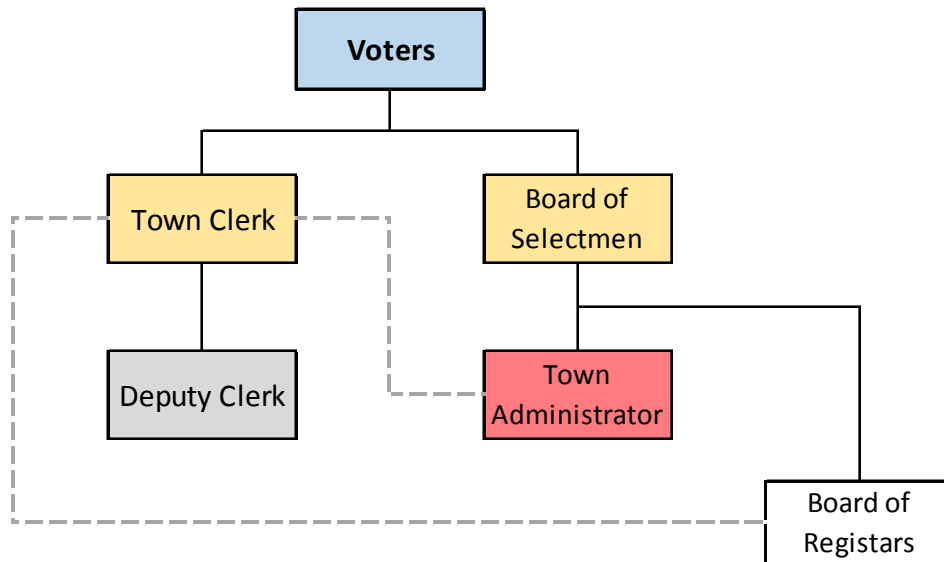 Voters
Town Clerk
Board of
Selectmen
Deputy Clerk
Town
Administrator
Board of
Registars